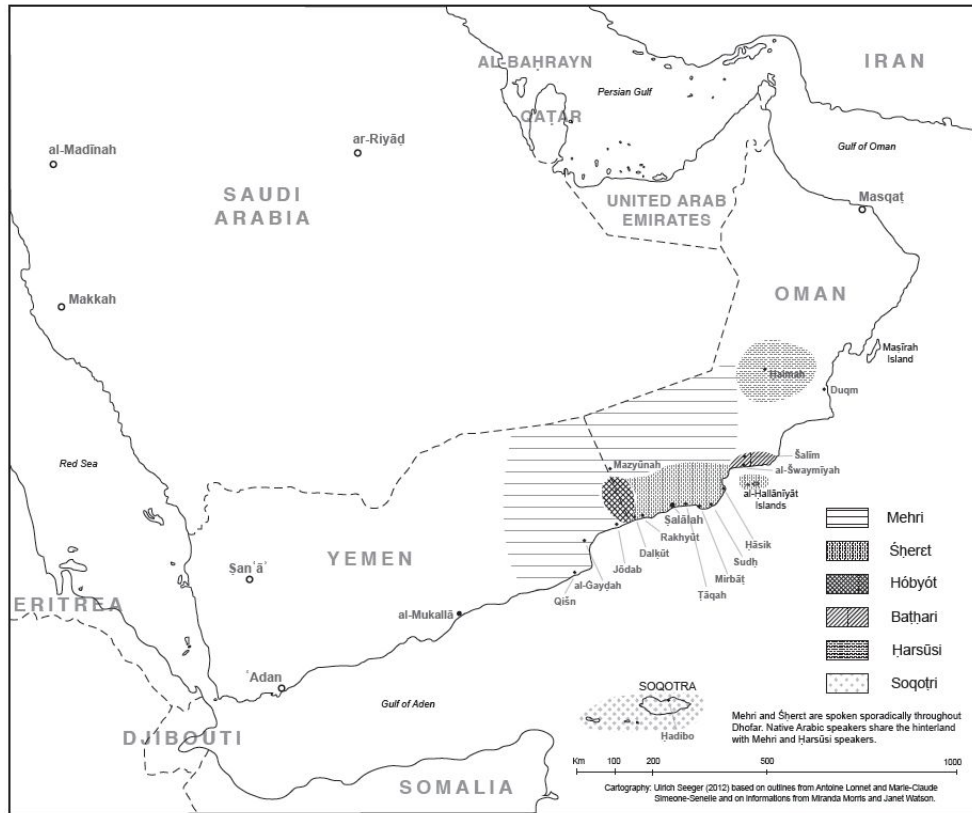 IRAN
AL-BAḤRAYN
Persian Gulf
QAṬAR
Gulf of Oman
al-Madīnah
ar-Riyāḍ
SAUDI
ARABIA
UNITED ARAB
EMIRATES
Masqaṭ
Makkah
OMAN
Maṣīrah
Island
Ḥalmah
Duqm
Red Sea
Mazyūnah
Šalīm
al-Šwaymīyah
al-Ḥallānīyāt
Islands
Ṣalālah
Ḥāsik
Rakhyūt
Sudḥ
Dalḳūt
Mirbāṭ
Jōdab
Ṭāqah
al-Gayḍah
Qišn
YEMEN
Ṣanʿāʾ
al-Mukallā
ERITREA
ʿAdan
Gulf of Aden
DJIBOUTI
SOMALIA
SOQOTRA
Ḥadibo
Mehri
Śḥerɛt
Hóbyót
Baṭḥari
Ḥarsūsi
Soqoṭri
Mehri and Śḥerɛt are spoken sporadically throughout
Dhofar. Native Arabic speakers share the hinterland
with Mehri and Ḥarsūsi speakers.
Km 100 200 500 1000
Cartography: Ulrich Seeger (2012) based on outlines from Antoine Lonnet and Marie-Claude
Simeone-Senelle and on informations from Miranda Morris and Janet Watson.